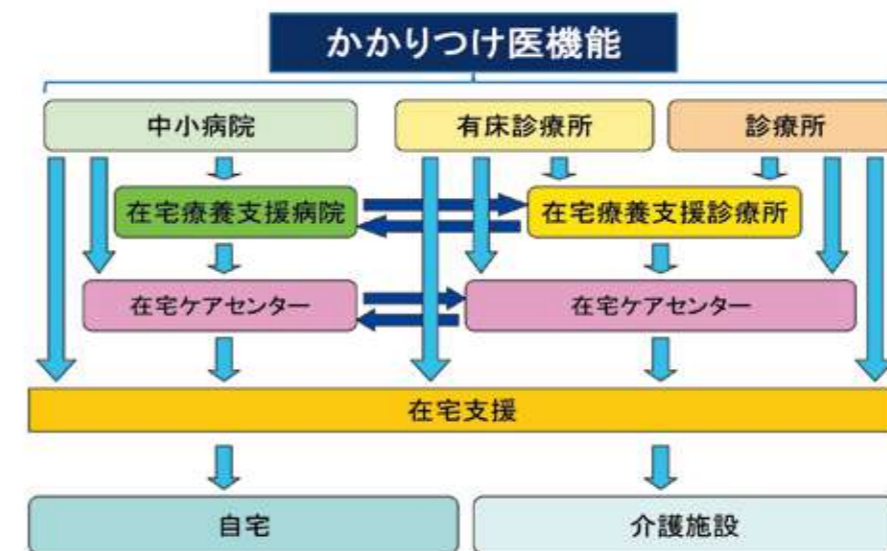 かかりつけ医機能
中小病院
有床診療所
診療所
在宅療養支援病院
在宅療養支援診療所
在宅ケアセンター
在宅ケアセンター
在宅支援
自宅
介護施設